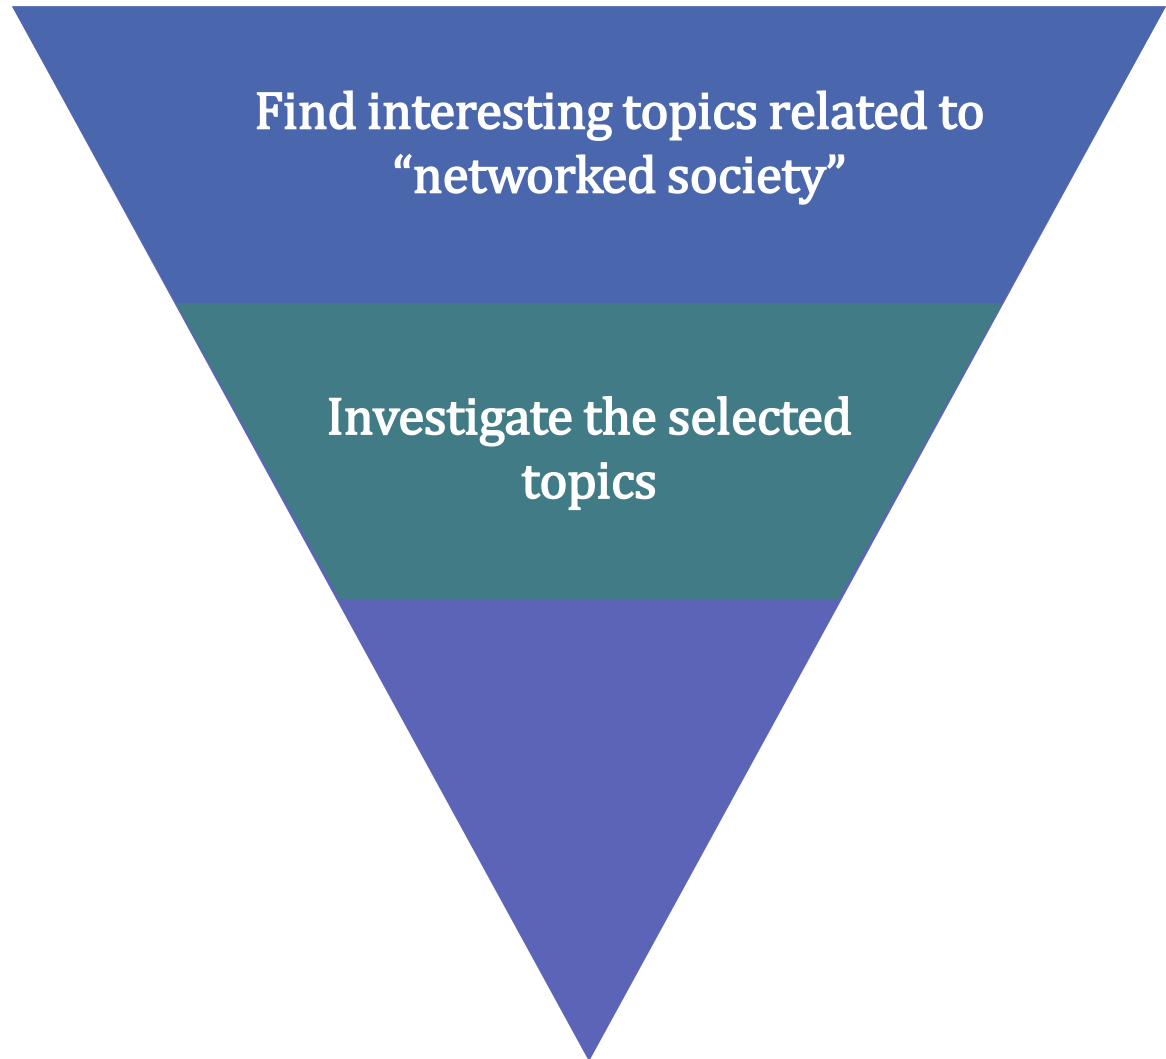 Find interesting topics related to
“networked society”
Investigate the selected
topics